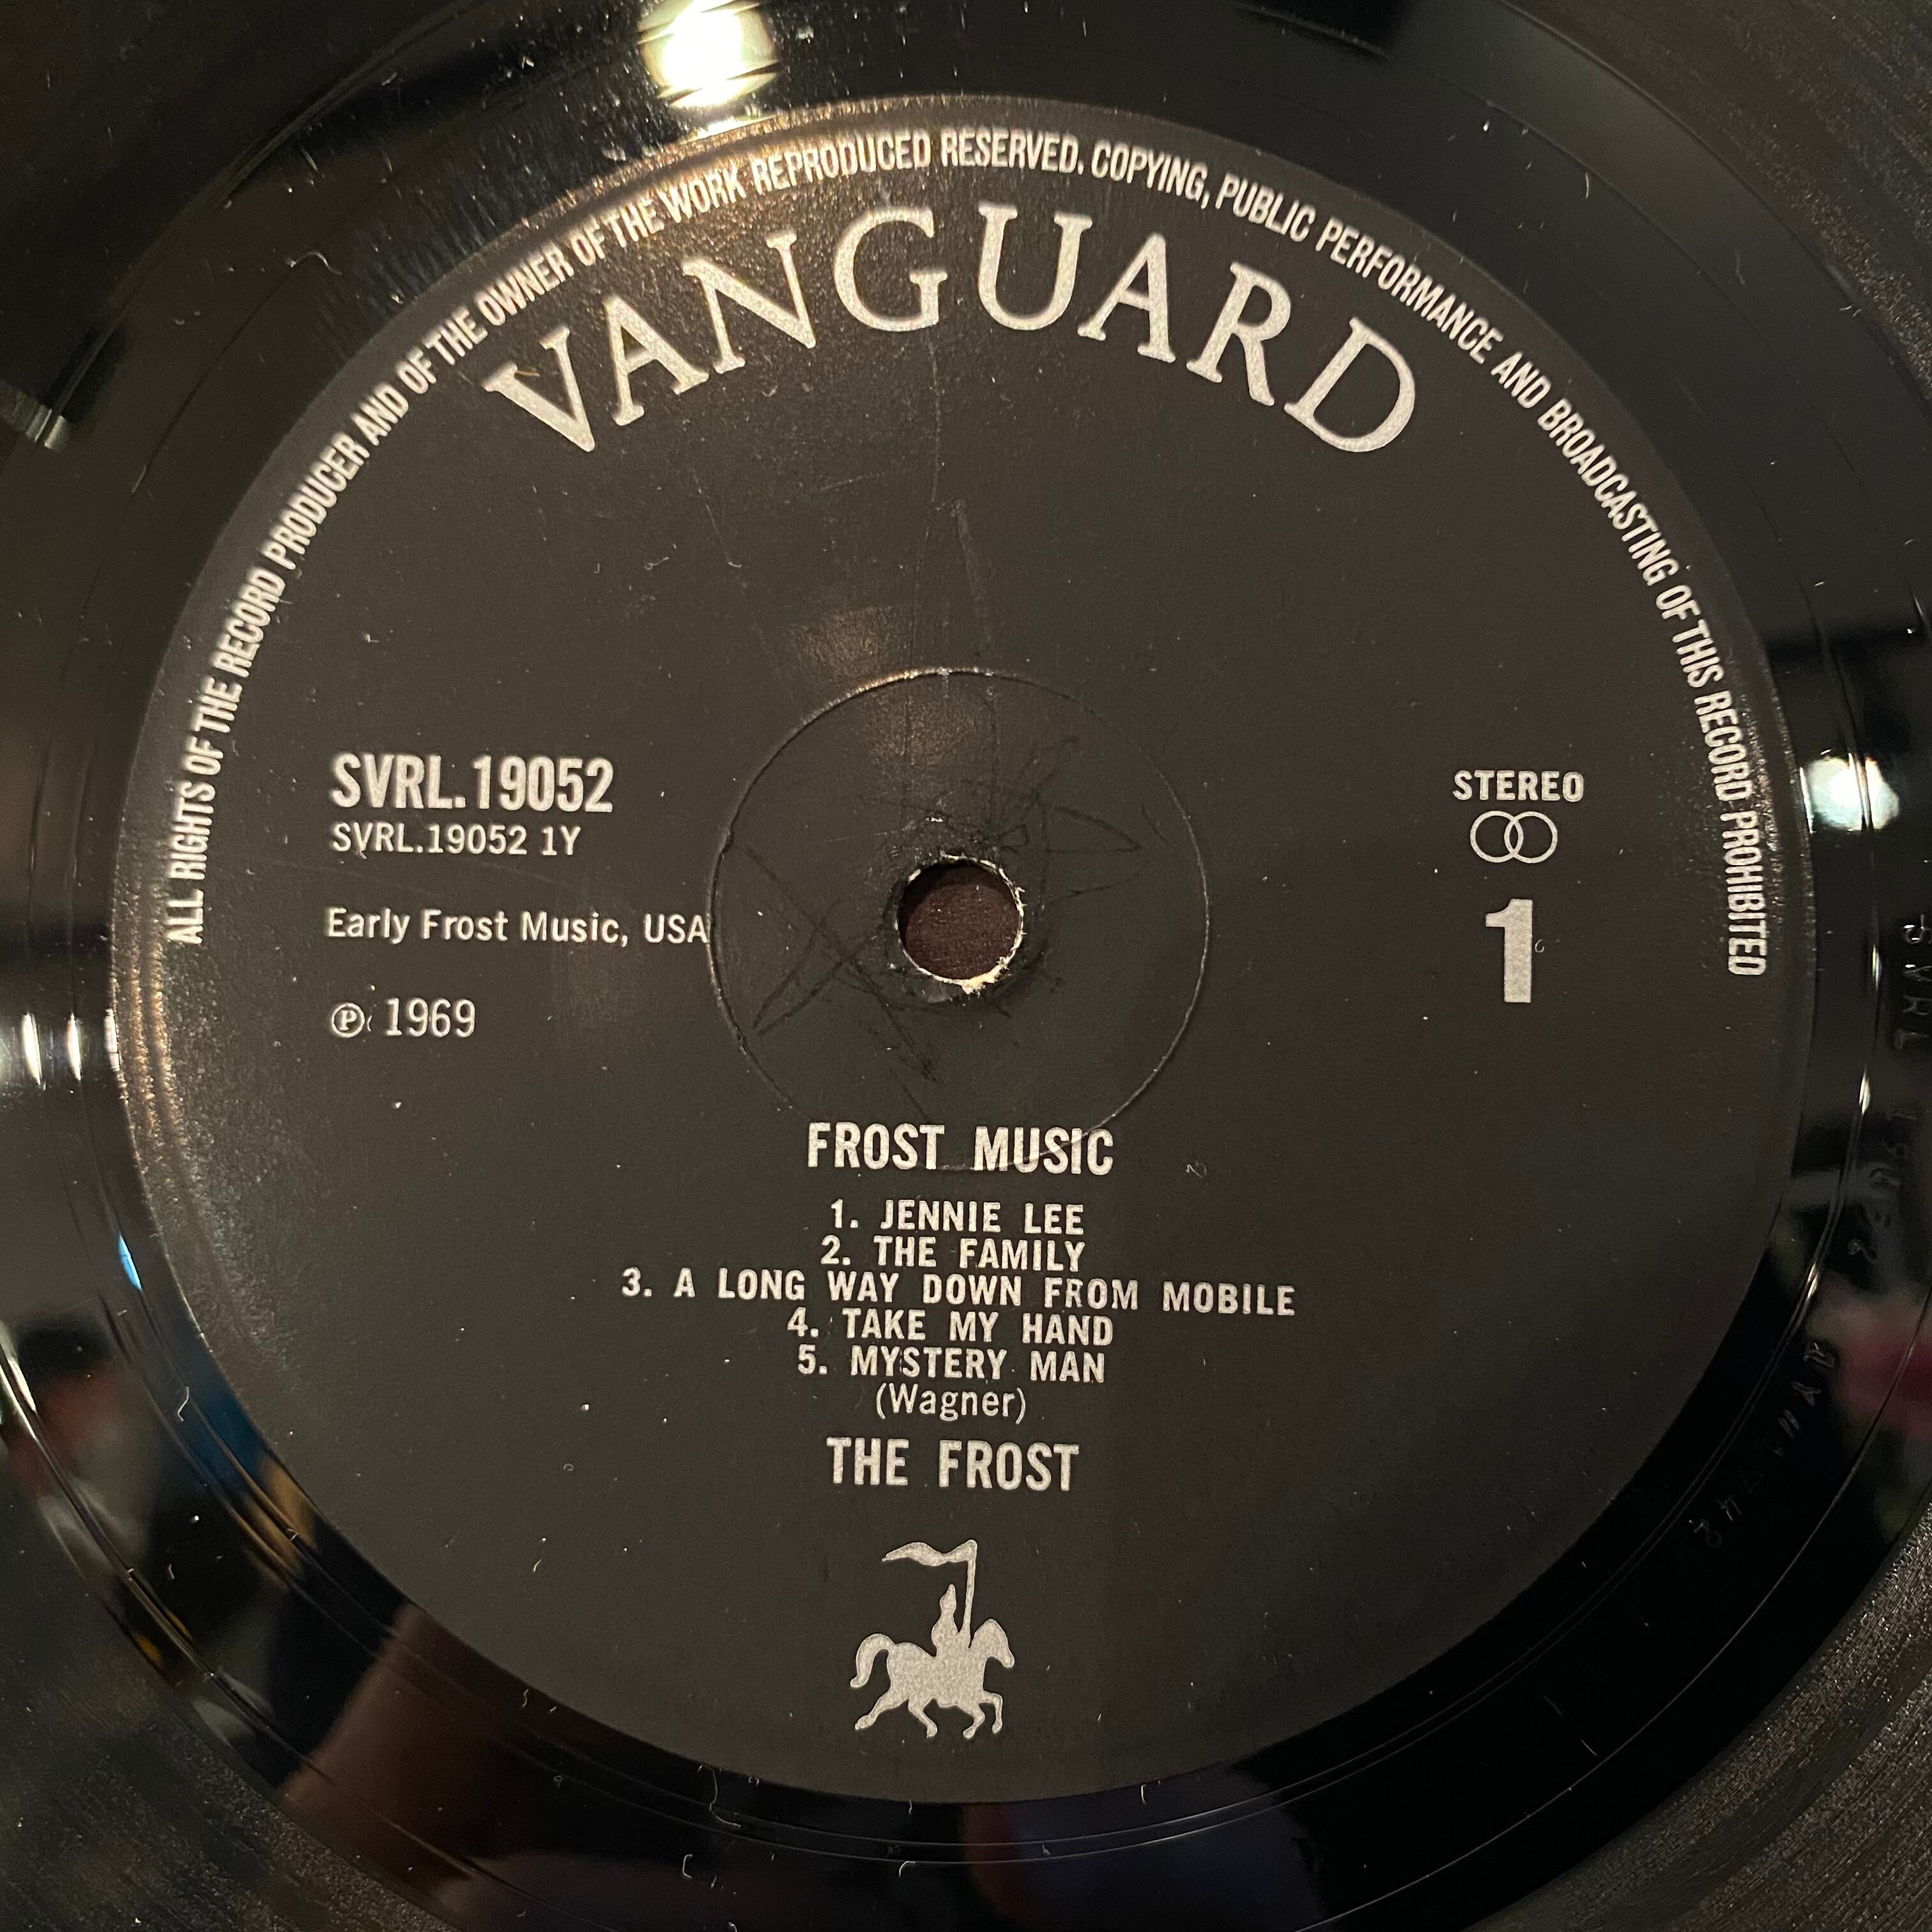 ALL RIGHTS OF THE RECORD PRODUCER AND OF THE OWNER OF THE WORK REPRODUCED RESERVED. COPYING, PUBLIC PERFORMANCE AND BROADCASTING OF THIS RECORD PROHIBITED
VANGUARD
SVRL.19052
SVRL.19052 1Y
Early Frost Music, USA
℗ 1969
STEREO
1
FROST MUSIC
1. JENNIE LEE
2. THE FAMILY
3. A LONG WAY DOWN FROM MOBILE
4. TAKE MY HAND
5. MYSTERY MAN
(Wagner)
THE FROST